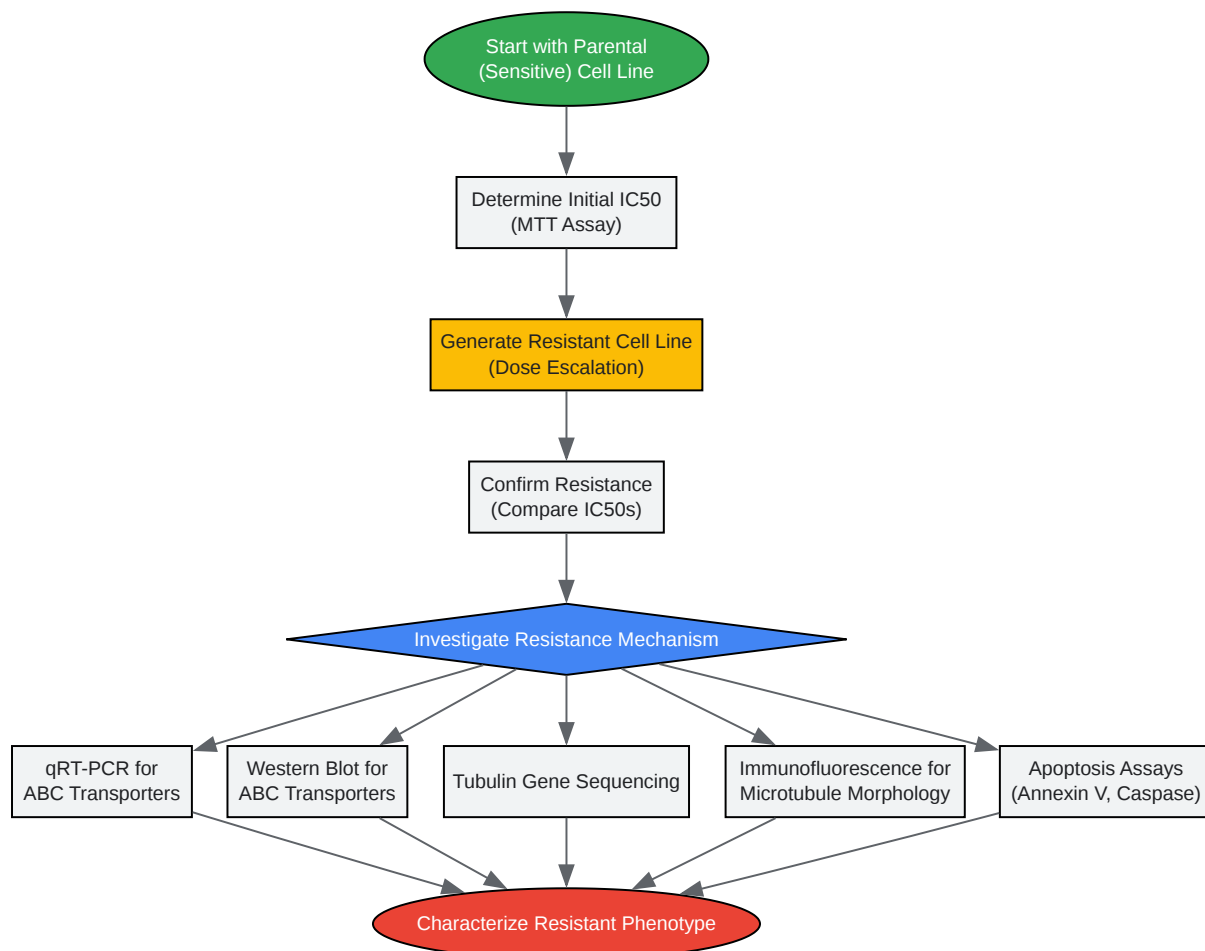 Start with Parental
(Sensitive) Cell Line
Determine Initial IC50
(MTT Assay)
Generate Resistant Cell Line
(Dose Escalation)
Confirm Resistance
(Compare IC50s)
Investigate Resistance Mechanism
qRT-PCR for
ABC Transporters
Western Blot for
ABC Transporters
Tubulin Gene Sequencing
Immunofluorescence for
Microtubule Morphology
Apoptosis Assays
(Annexin V, Caspase)
Characterize Resistant Phenotype